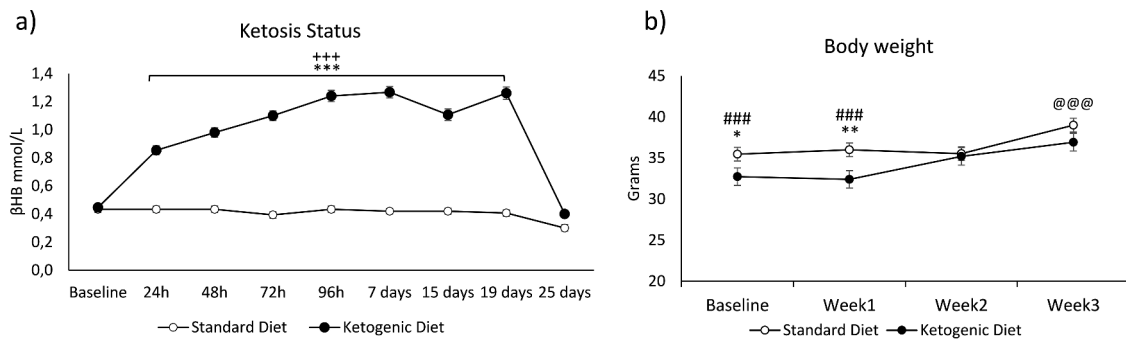 a)
Ketosis Status
+++
***
1,4
1,2
1,0
0,8
0,6
0,4
0,2
0,0
βHB mmol/L
Baseline 24h 48h 72h 96h 7 days 15 days 19 days 25 days
Standard Diet Ketogenic Diet
b)
Body weight
45
40
35
30
25
20
Grams
###
*
###
**
@@@
Baseline Week1 Week2 Week3
Standard Diet Ketogenic Diet